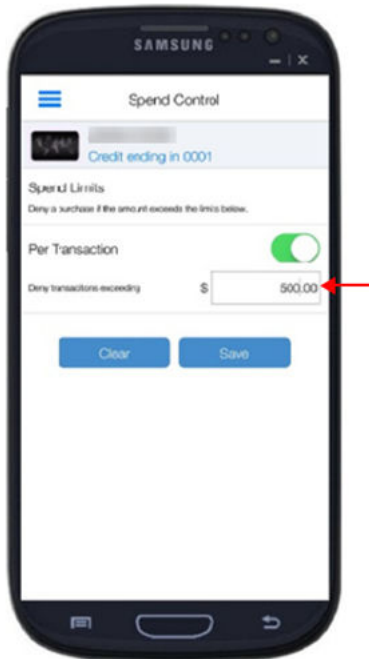 SAMSUNG
Spend Control
Credit ending in 0001
Spend Limits
Deny a purchase if the amount exceeds the limits below.
Per Transaction
Deny transactions exceeding $ 500.00
Clear Save